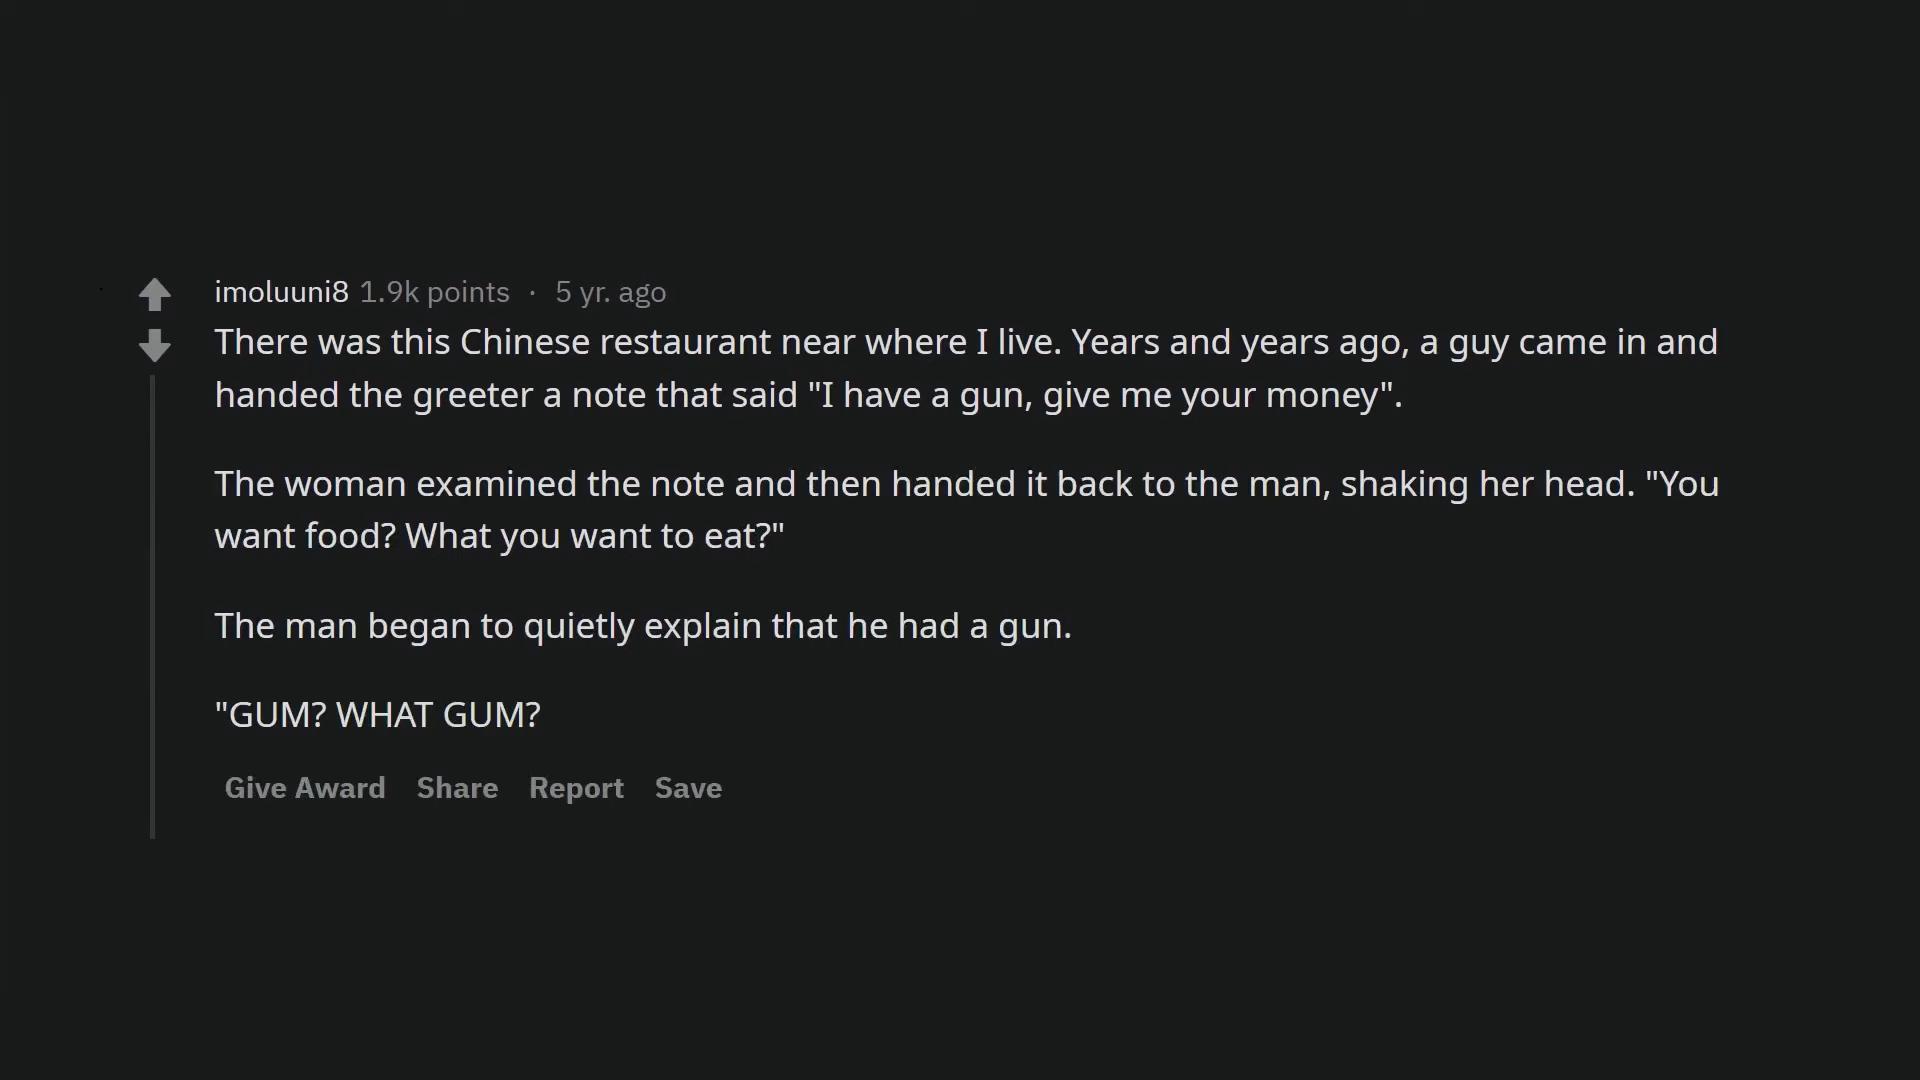 imoluuni8 1.9k points · 5 yr. ago
There was this Chinese restaurant near where I live. Years and years ago, a guy came in and
handed the greeter a note that said "I have a gun, give me your money".
The woman examined the note and then handed it back to the man, shaking her head. "You
want food? What you want to eat?"
The man began to quietly explain that he had a gun.
"GUM? WHAT GUM?
Give Award Share Report Save